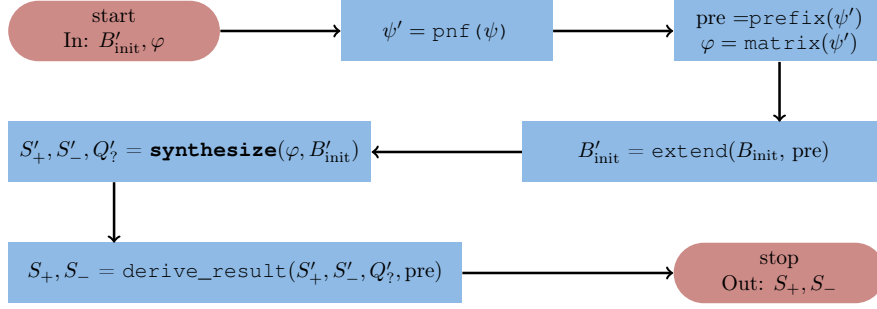 start
In: B′init, φ
ψ′ = pnf(ψ)
pre =prefix(ψ′)
φ = matrix(ψ′)
S′+, S′−, Q′? = synthesize(φ, B′init)
B′init = extend(Binit, pre)
S+, S− = derive_result(S′+, S′−, Q′?, pre)
stop
Out: S+, S−